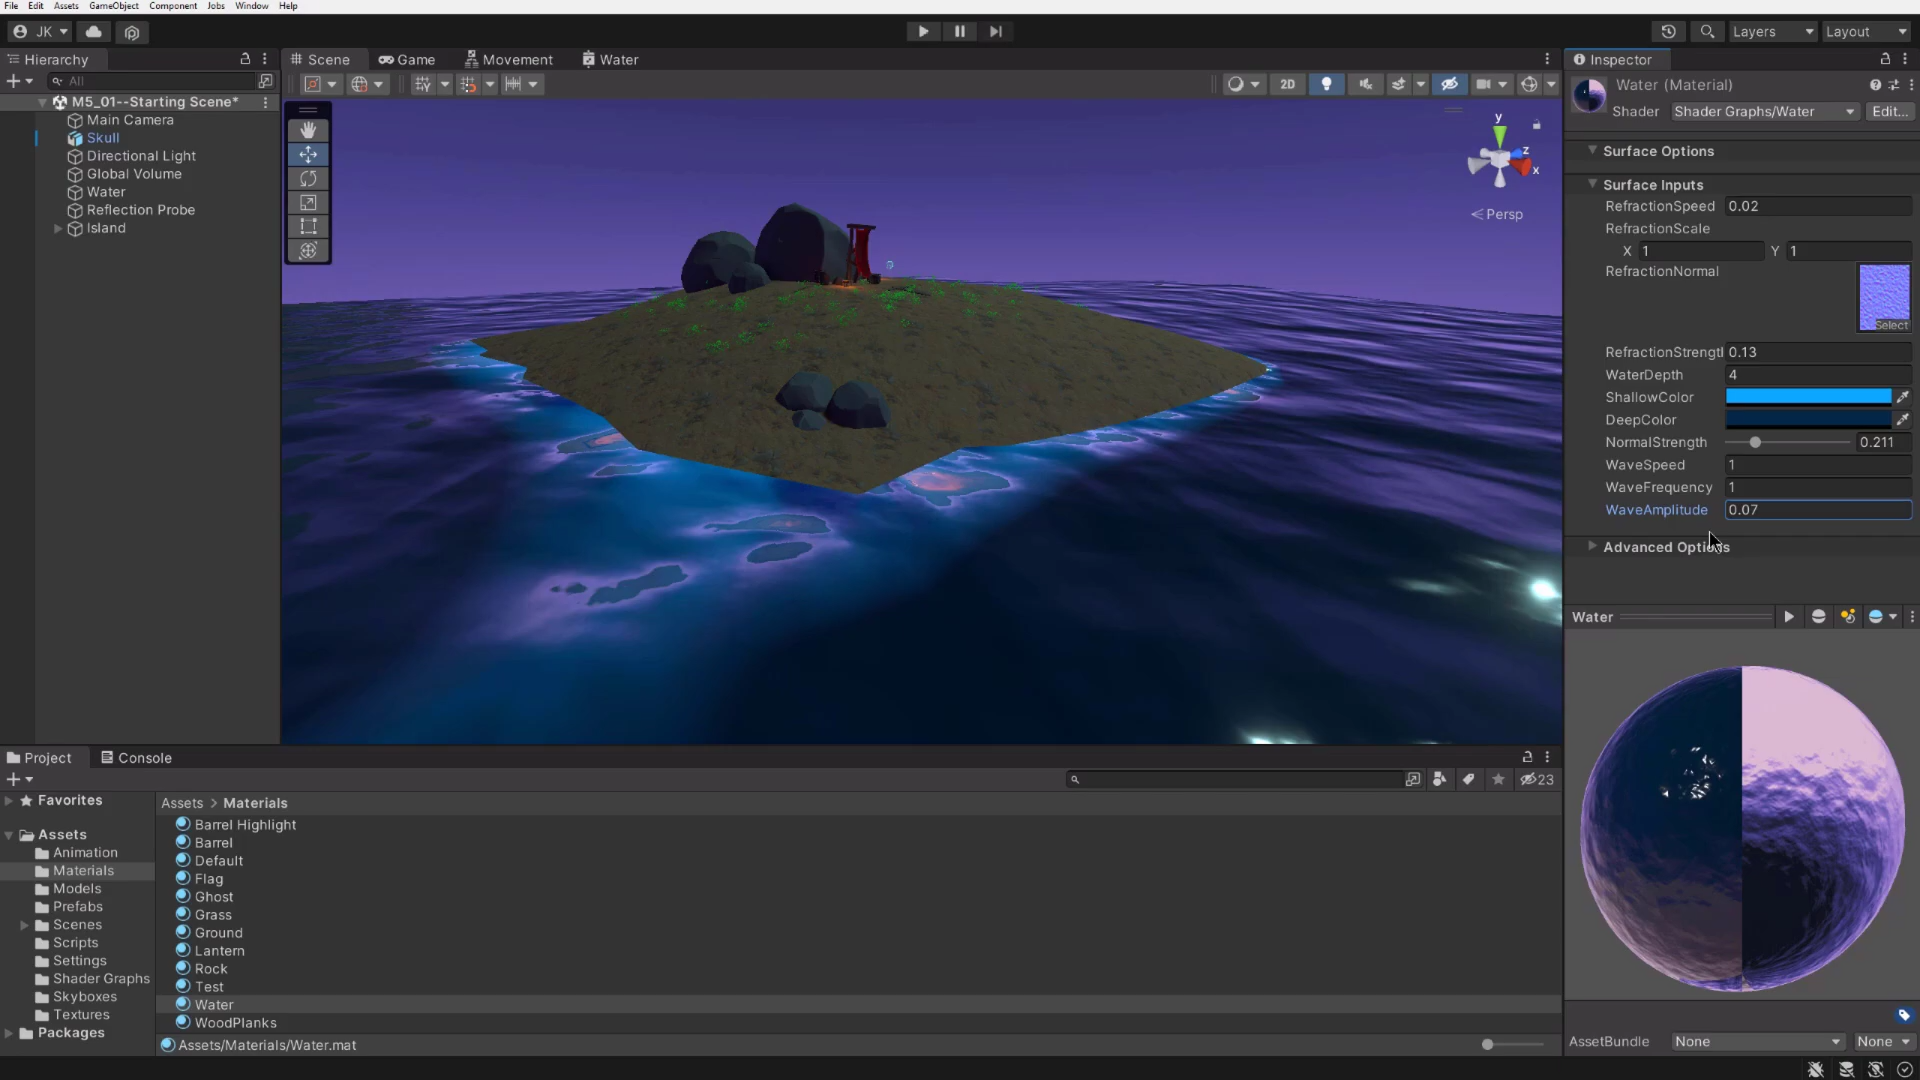 File Edit Assets GameObject Component Jobs Window Help
JK Layers Layout
Hierarchy
All
M5_01--Starting Scene*
Main Camera
Skull
Directional Light
Global Volume
Water
Reflection Probe
Island
Scene Game Movement Water
2D
y
z
x
Persp
Inspector
Water (Material)
Shader Shader Graphs/Water Edit...
Surface Options
Surface Inputs
RefractionSpeed 0.02
RefractionScale
X 1 Y 1
RefractionNormal
Select
RefractionStrengtl 0.13
WaterDepth 4
ShallowColor
DeepColor
NormalStrength 0.211
WaveSpeed 1
WaveFrequency 1
WaveAmplitude 0.07
Advanced Options
Water
AssetBundle None None
Project Console
23
Favorites
Assets
Animation
Materials
Models
Prefabs
Scenes
Scripts
Settings
Shader Graphs
Skyboxes
Textures
Packages
Assets > Materials
Barrel Highlight
Barrel
Default
Flag
Ghost
Grass
Ground
Lantern
Rock
Test
Water
WoodPlanks
Assets/Materials/Water.mat